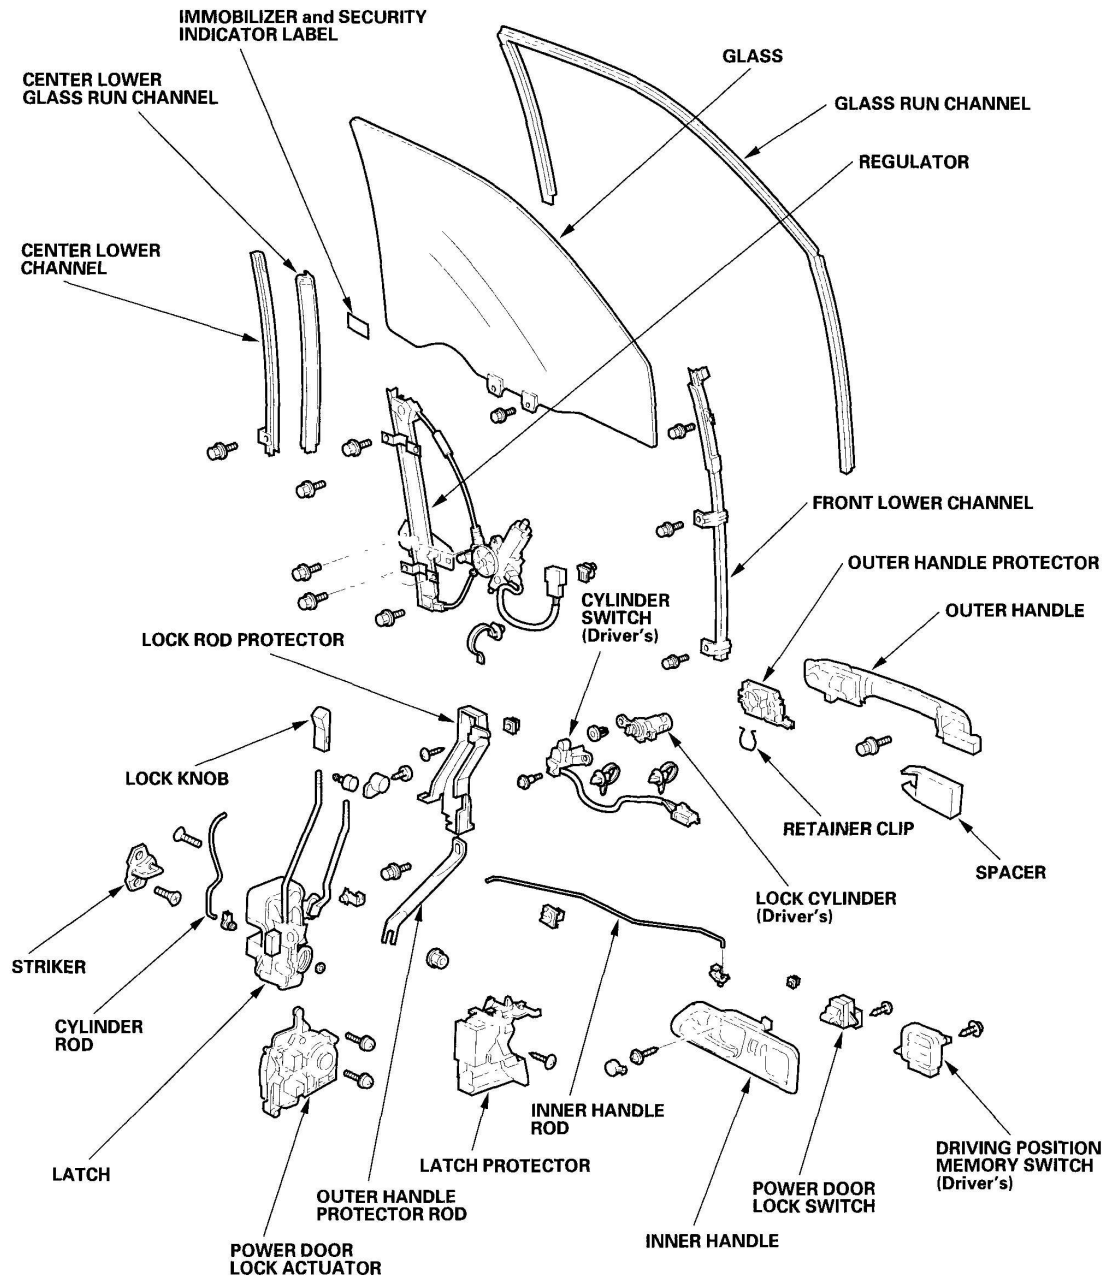 IMMOBILIZER and SECURITY
INDICATOR LABEL
CENTER LOWER
GLASS RUN CHANNEL
GLASS
GLASS RUN CHANNEL
REGULATOR
CENTER LOWER
CHANNEL
FRONT LOWER CHANNEL
OUTER HANDLE PROTECTOR
OUTER HANDLE
CYLINDER
SWITCH
(Driver's)
LOCK ROD PROTECTOR
LOCK KNOB
RETAINER CLIP
SPACER
LOCK CYLINDER
(Driver's)
STRIKER
CYLINDER
ROD
LATCH
INNER HANDLE
ROD
LATCH PROTECTOR
OUTER HANDLE
PROTECTOR ROD
POWER DOOR
LOCK ACTUATOR
DRIVING POSITION
MEMORY SWITCH
(Driver's)
POWER DOOR
LOCK SWITCH
INNER HANDLE